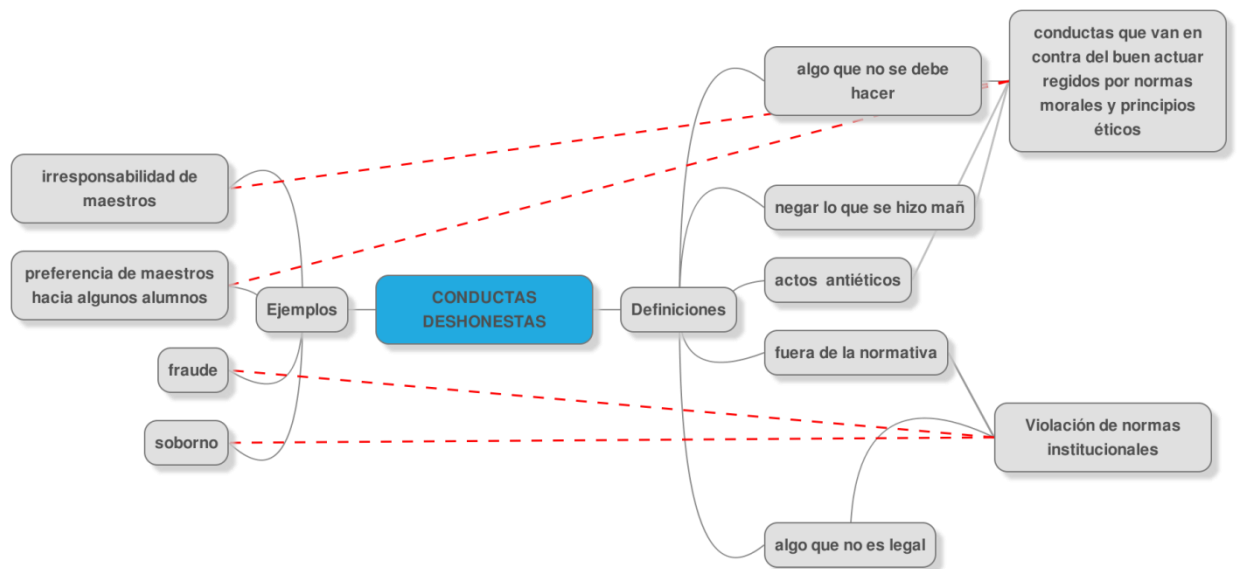 conductas que van en
contra del buen actuar
regidos por normas
morales y principios
éticos
algo que no se debe
hacer
irresponsabilidad de
maestros
negar lo que se hizo mañ
preferencia de maestros
hacia algunos alumnos
actos antiéticos
Ejemplos
CONDUCTAS
DESHONESTAS
Definiciones
fuera de la normativa
fraude
soborno
Violación de normas
institucionales
algo que no es legal